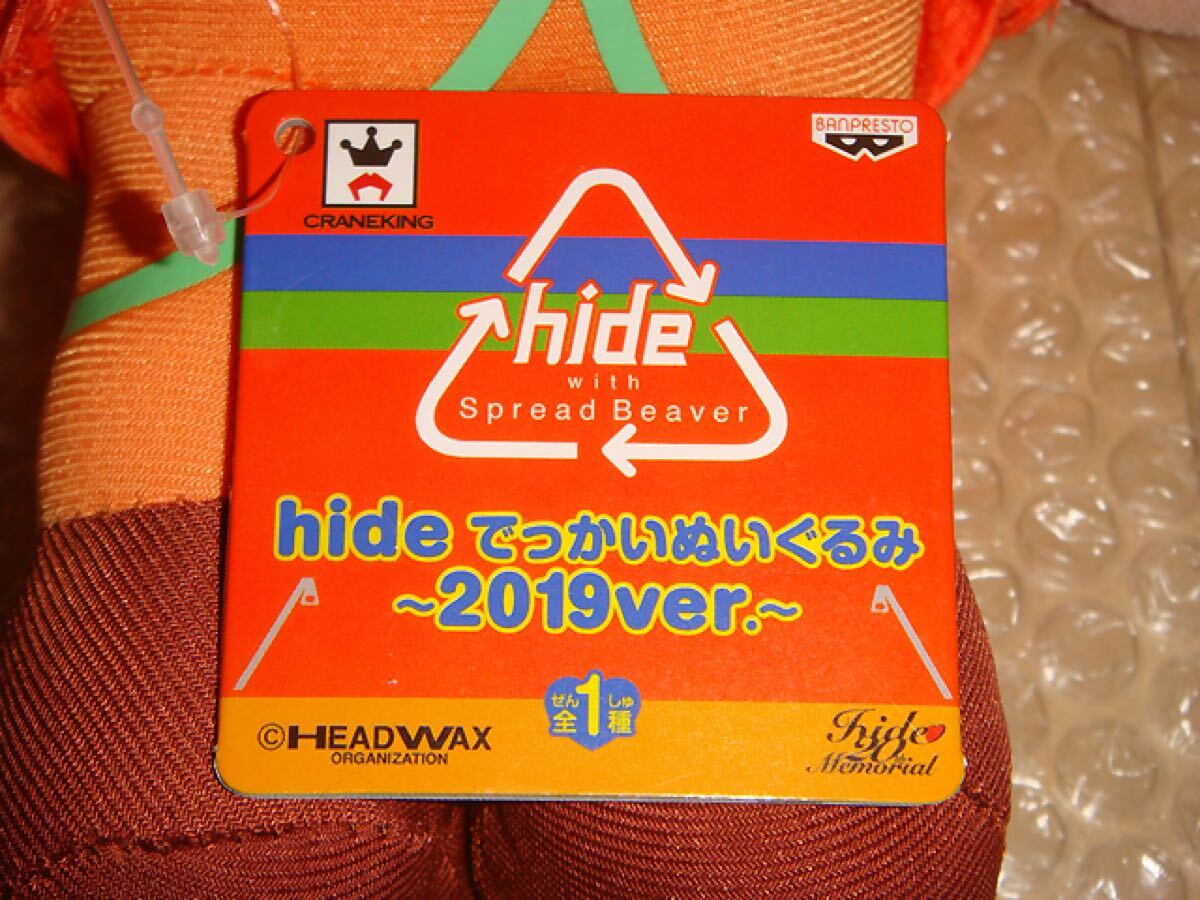 CRANEKING
BANPRESTO
hide
with
Spread Beaver
hide でっかいぬいぐるみ
~2019ver.~
ぜん しゅ
全1種
©HEADWAX
ORGANIZATION
hide
20th
Memorial